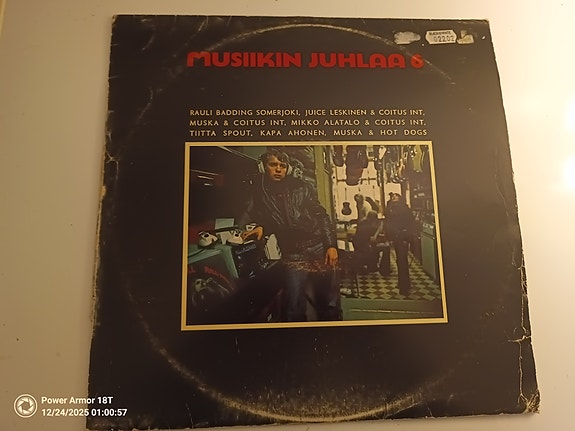 02202
MUSIIKIN JUHLAA 6
RAULI BADDING SOMERJOKI, JUICE LESKINEN & COITUS INT,
MUSKA & COITUS INT, MIKKO ALATALO & COITUS INT,
TIITTA SPOUT, KAPA AHONEN, MUSKA & HOT DOGS
Power Armor 18T
12/24/2025 01:00:57